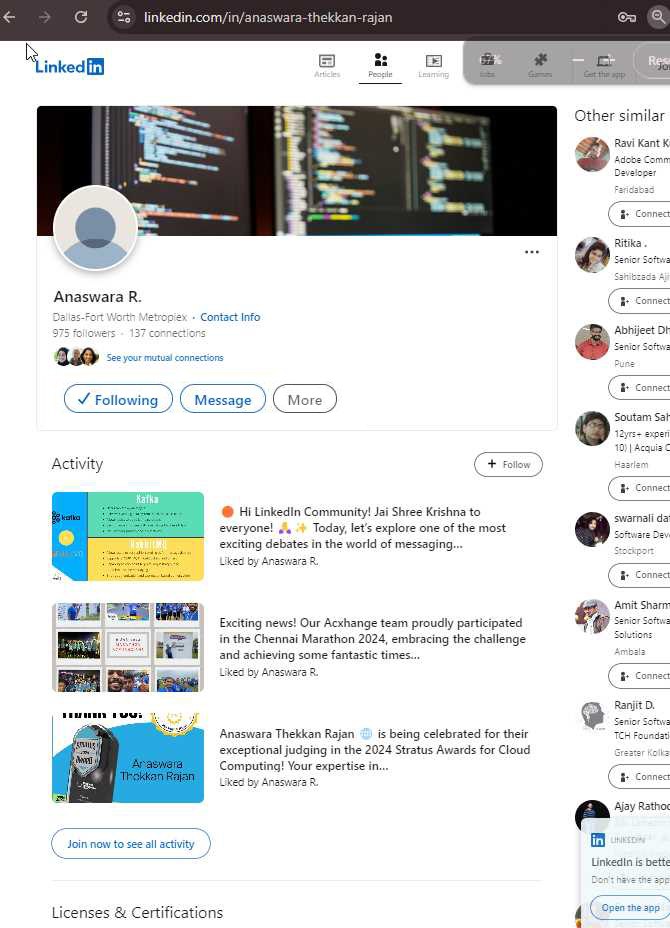 linkedin.com/in/anaswara-thekkan-rajan
LinkedIn
Articles
People
Learning
Jobs
Games
Get the app
Other similar
Anaswara R.
Dallas-Fort Worth Metroplex · Contact Info
975 followers · 137 connections
See your mutual connections
Following
Message
More
Activity
+ Follow
Kafka
kafka
Hi LinkedIn Community! Jai Shree Krishna to
everyone! 🙏✨ Today, let's explore one of the most
exciting debates in the world of messaging...
Liked by Anaswara R.
Exciting news! Our Acxhange team proudly participated
in the Chennai Marathon 2024, embracing the challenge
and achieving some fantastic times...
Liked by Anaswara R.
THANK YOU!
Anaswara
Thekkan Rajan
Anaswara Thekkan Rajan 🌐 is being celebrated for their
exceptional judging in the 2024 Stratus Awards for Cloud
Computing! Your expertise in...
Liked by Anaswara R.
Join now to see all activity
Licenses & Certifications
Ravi Kant K
Adobe Comm
Developer
Faridabad
Connect
Ritika .
Senior Softwa
Sahibzada Aji
Connect
Abhijeet Dh
Senior Softwa
Pune
Connect
Soutam Sah
12yrs+ experi
10) | Acquia C
Haarlem
Connect
swarnali dat
Software Deve
Stockport
Connect
Amit Sharm
Senior Softwa
Solutions
Ambala
Connect
Ranjit D.
Senior Softwa
TCH Foundati
Greater Kolka
Connect
Ajay Rathod
LINKEDIN
LinkedIn is bette
Don't have the app
Open the app